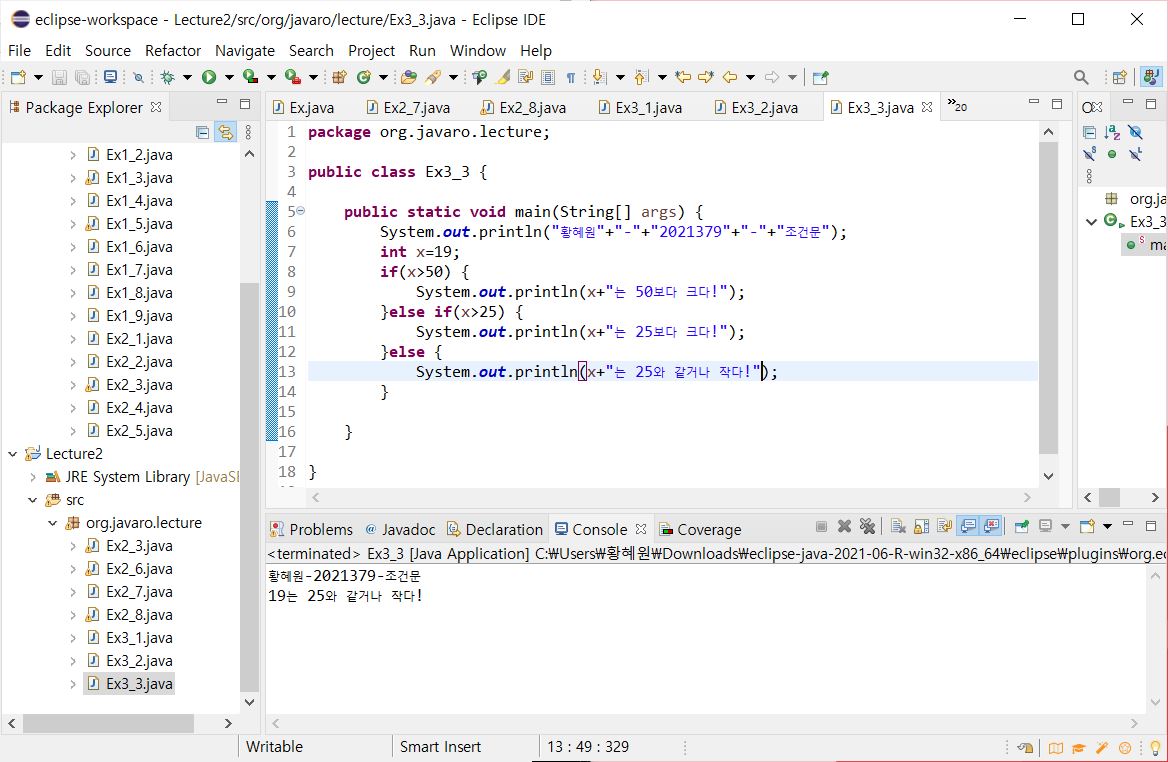 eclipse-workspace - Lecture2/src/org/javaro/lecture/Ex3_3.java - Eclipse IDE
File Edit Source Refactor Navigate Search Project Run Window Help
Package Explorer
Ex1_2.java
Ex1_3.java
Ex1_4.java
Ex1_5.java
Ex1_6.java
Ex1_7.java
Ex1_8.java
Ex1_9.java
Ex2_1.java
Ex2_2.java
Ex2_3.java
Ex2_4.java
Ex2_5.java
Lecture2
JRE System Library [JavaSE
src
org.javaro.lecture
Ex2_3.java
Ex2_6.java
Ex2_7.java
Ex2_8.java
Ex3_1.java
Ex3_2.java
Ex3_3.java
Ex.java Ex2_7.java Ex2_8.java Ex3_1.java Ex3_2.java Ex3_3.java »20
1 package org.javaro.lecture;
2
3 public class Ex3_3 {
4
5 public static void main(String[] args) {
6 System.out.println("황혜원"+"-"+"2021379"+"-"+"조건문");
7 int x=19;
8 if(x>50) {
9 System.out.println(x+"는 50보다 크다!");
10 }else if(x>25) {
11 System.out.println(x+"는 25보다 크다!");
12 }else {
13 System.out.println(x+"는 25와 같거나 작다!");
14 }
15
16 }
17
18 }
org.ja
Ex3_3
ma
Problems Javadoc Declaration Console Coverage
<terminated> Ex3_3 [Java Application] C:₩Users₩황혜원₩Downloads₩eclipse-java-2021-06-R-win32-x86_64₩eclipse₩plugins₩org.ec
황혜원-2021379-조건문
19는 25와 같거나 작다!
Writable Smart Insert 13 : 49 : 329